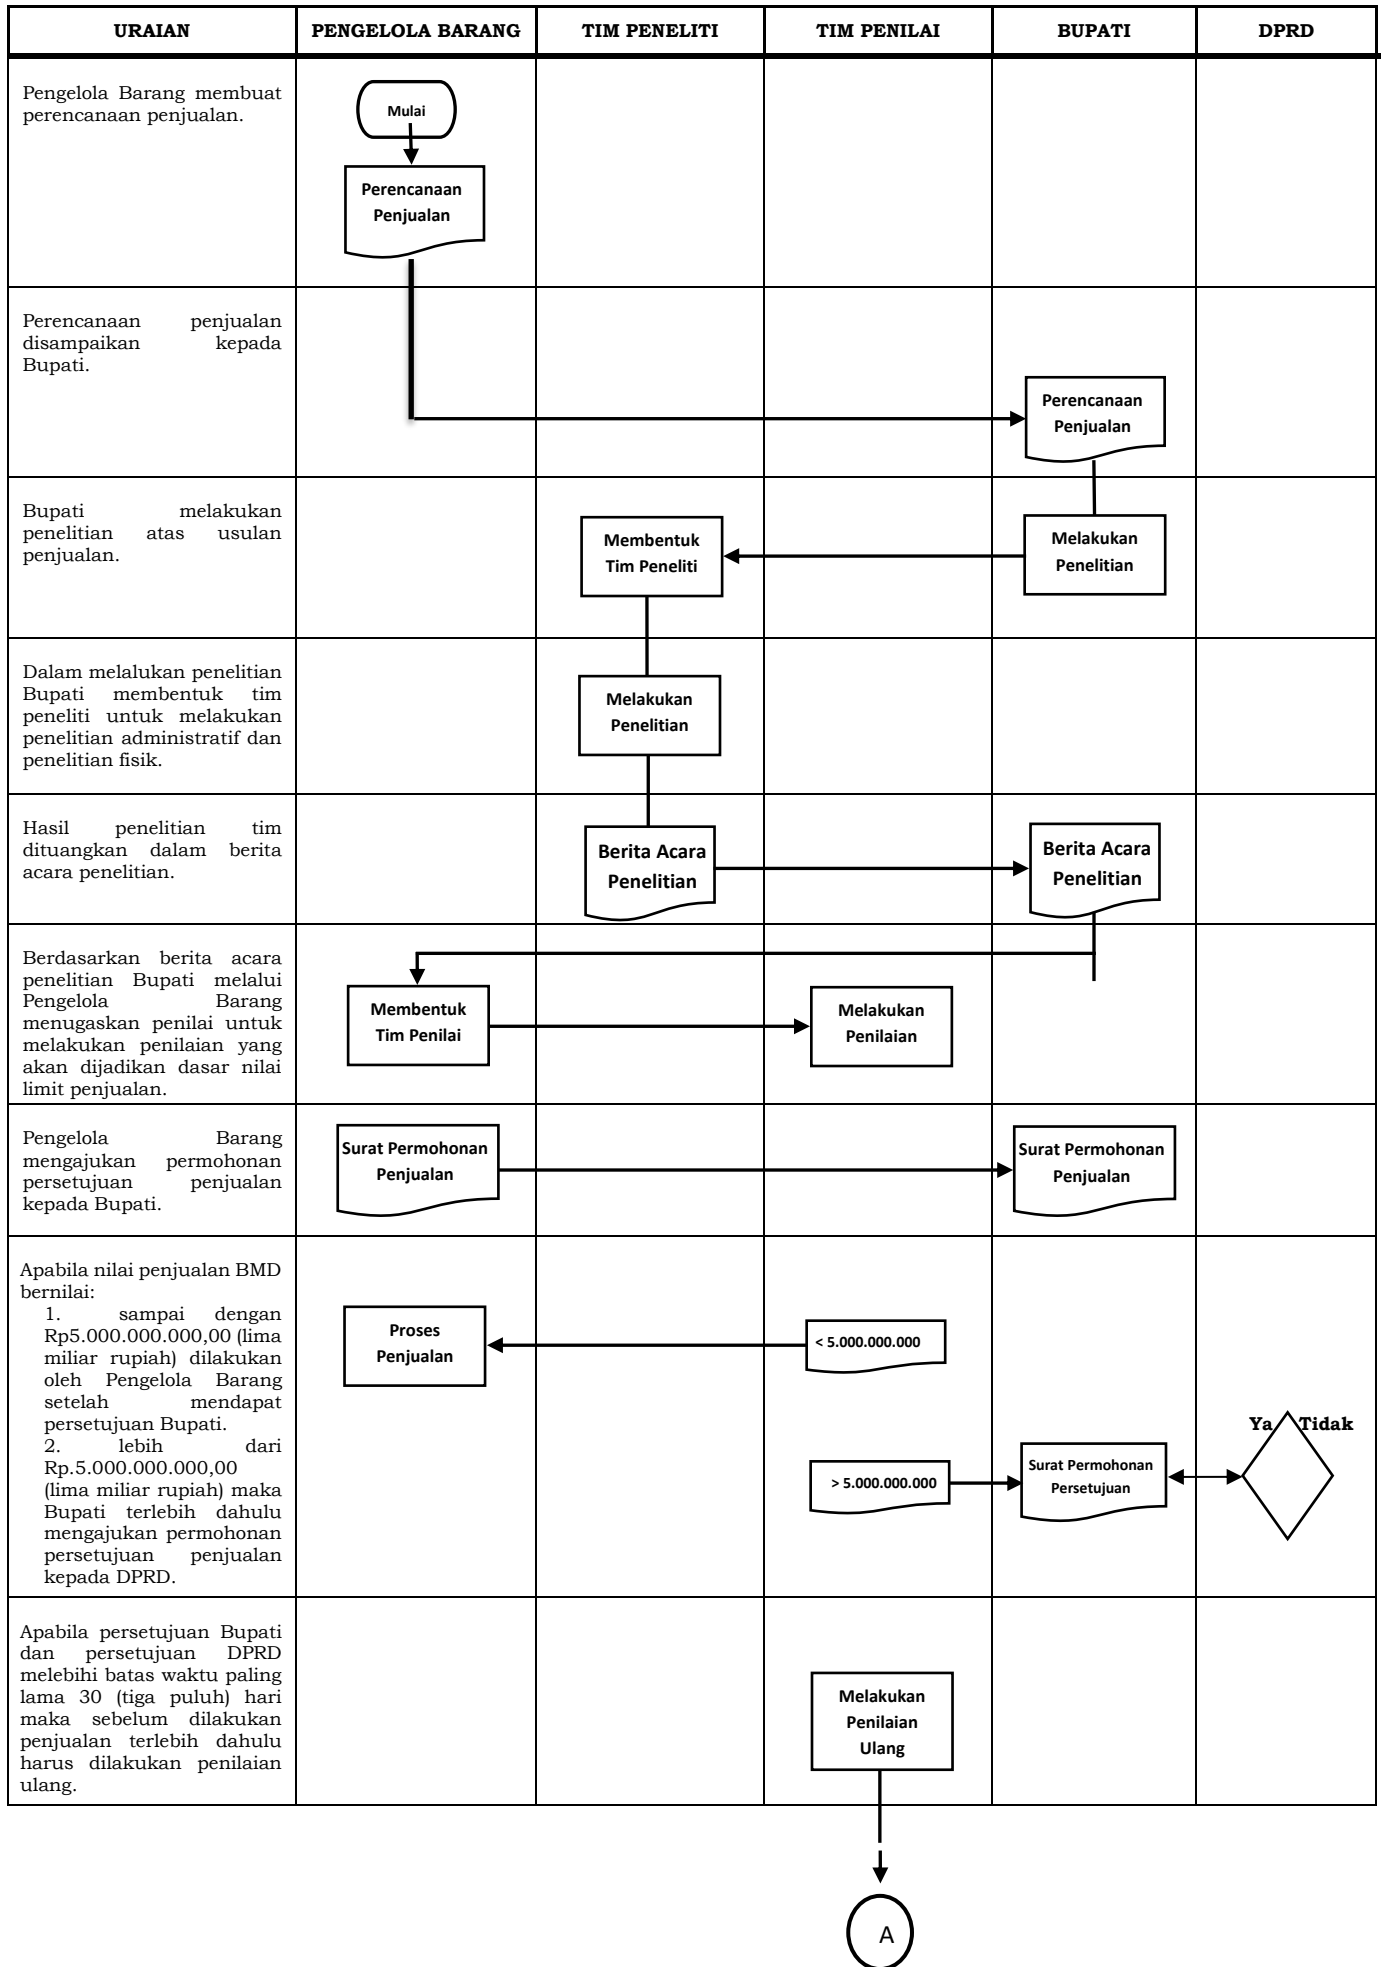 URAIAN PENGELOLA BARANG TIM PENELITI TIM PENILAI BUPATI DPRD
Pengelola Barang membuat
perencanaan penjualan.
Mulai
Perencanaan
Penjualan
Perencanaan penjualan
disampaikan kepada
Bupati.
Perencanaan
Penjualan
Bupati melakukan
penelitian atas usulan
penjualan.
Membentuk
Tim Peneliti
Melakukan
Penelitian
Dalam melalukan penelitian
Bupati membentuk tim
peneliti untuk melakukan
penelitian administratif dan
penelitian fisik.
Melakukan
Penelitian
Hasil penelitian tim
dituangkan dalam berita
acara penelitian.
Berita Acara
Penelitian
Berita Acara
Penelitian
Berdasarkan berita acara
penelitian Bupati melalui
Pengelola Barang
menugaskan penilai untuk
melakukan penilaian yang
akan dijadikan dasar nilai
limit penjualan.
Membentuk
Tim Penilai
Melakukan
Penilaian
Pengelola Barang
mengajukan permohonan
persetujuan penjualan
kepada Bupati.
Surat Permohonan
Penjualan
Surat Permohonan
Penjualan
Apabila nilai penjualan BMD
bernilai:
1. sampai dengan
Rp5.000.000.000,00 (lima
miliar rupiah) dilakukan
oleh Pengelola Barang
setelah mendapat
persetujuan Bupati.
2. lebih dari
Rp.5.000.000.000,00
(lima miliar rupiah) maka
Bupati terlebih dahulu
mengajukan permohonan
persetujuan penjualan
kepada DPRD.
Proses
Penjualan
< 5.000.000.000
> 5.000.000.000
Surat Permohonan
Persetujuan
Ya Tidak
Apabila persetujuan Bupati
dan persetujuan DPRD
melebihi batas waktu paling
lama 30 (tiga puluh) hari
maka sebelum dilakukan
penjualan terlebih dahulu
harus dilakukan penilaian
ulang.
Melakukan
Penilaian
Ulang
A